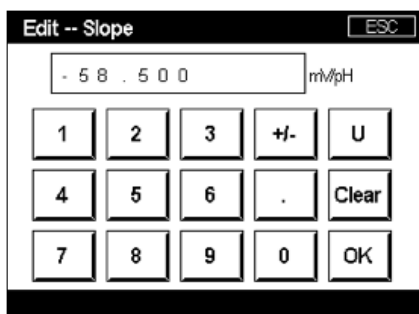 Edit -- Slope ESC
- 5 8 . 5 0 0 mV/pH
1 2 3 +/- U
4 5 6 . Clear
7 8 9 0 OK